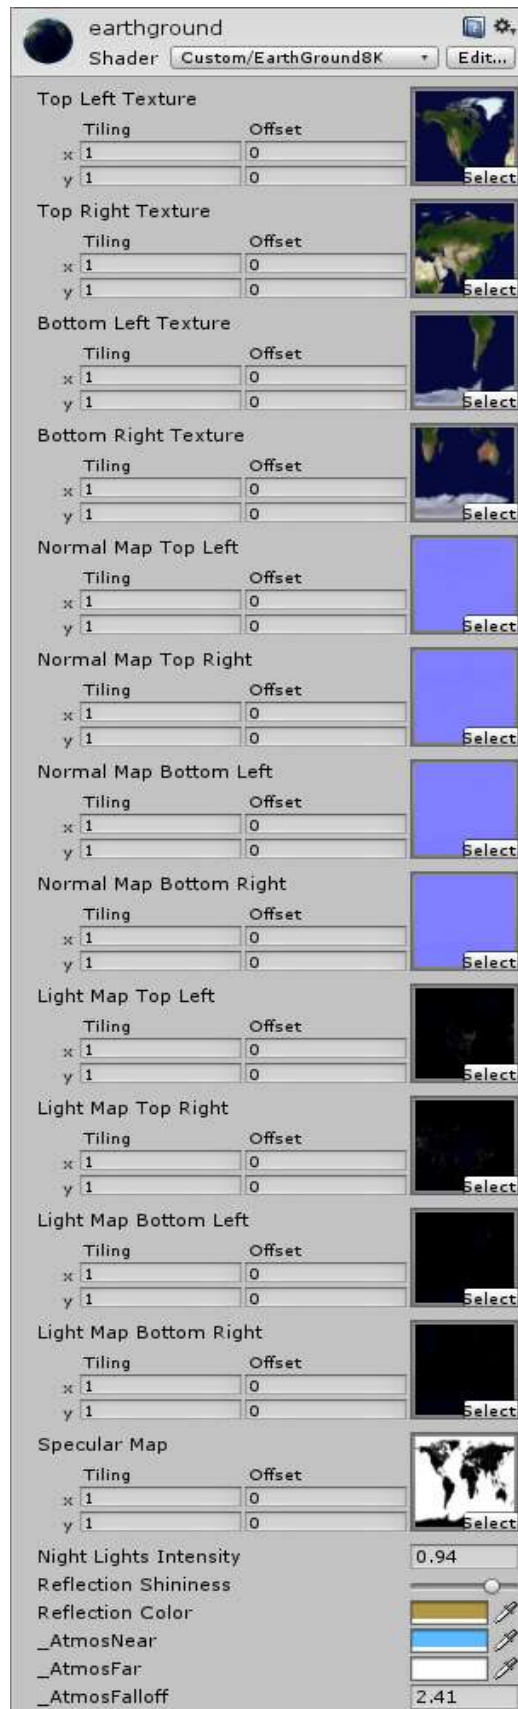 earthground
Shader Custom/EarthGround8K Edit...
Top Left Texture
Tiling Offset
x 1 0
y 1 0
Select
Top Right Texture
Tiling Offset
x 1 0
y 1 0
Select
Bottom Left Texture
Tiling Offset
x 1 0
y 1 0
Select
Bottom Right Texture
Tiling Offset
x 1 0
y 1 0
Select
Normal Map Top Left
Tiling Offset
x 1 0
y 1 0
Select
Normal Map Top Right
Tiling Offset
x 1 0
y 1 0
Select
Normal Map Bottom Left
Tiling Offset
x 1 0
y 1 0
Select
Normal Map Bottom Right
Tiling Offset
x 1 0
y 1 0
Select
Light Map Top Left
Tiling Offset
x 1 0
y 1 0
Select
Light Map Top Right
Tiling Offset
x 1 0
y 1 0
Select
Light Map Bottom Left
Tiling Offset
x 1 0
y 1 0
Select
Light Map Bottom Right
Tiling Offset
x 1 0
y 1 0
Select
Specular Map
Tiling Offset
x 1 0
y 1 0
Select
Night Lights Intensity 0.94
Reflection Shininess
Reflection Color
_AtmosNear
_AtmosFar
_AtmosFalloff 2.41